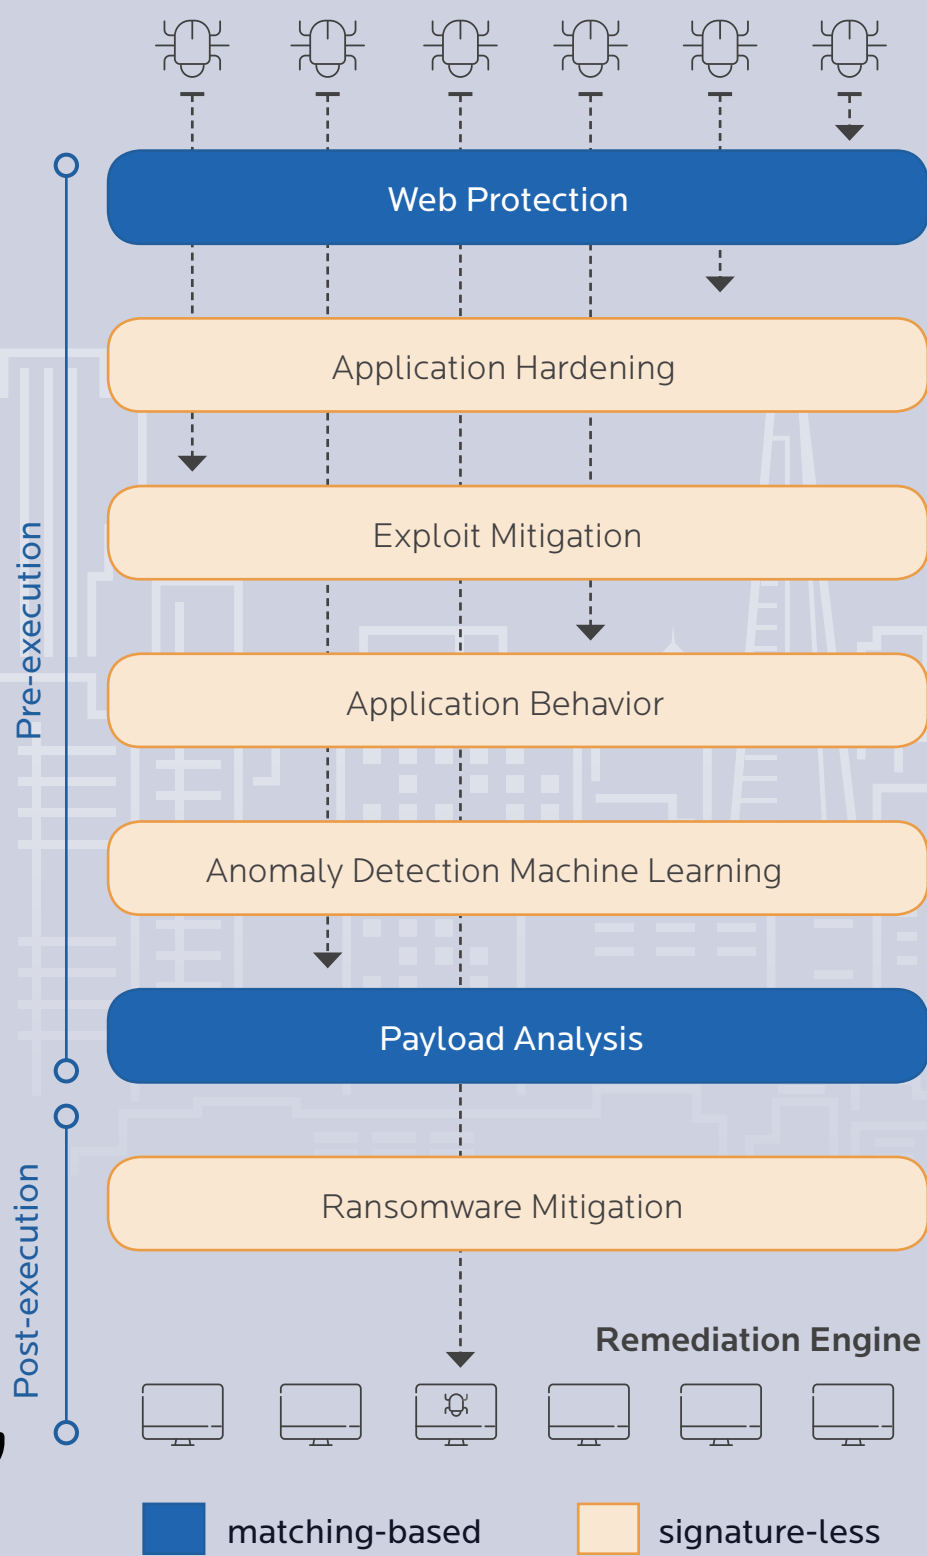 Web Protection
Application Hardening
Exploit Mitigation
Application Behavior
Anomaly Detection Machine Learning
Payload Analysis
Ransomware Mitigation
Pre-execution
Post-execution
Remediation Engine
matching-based
signature-less